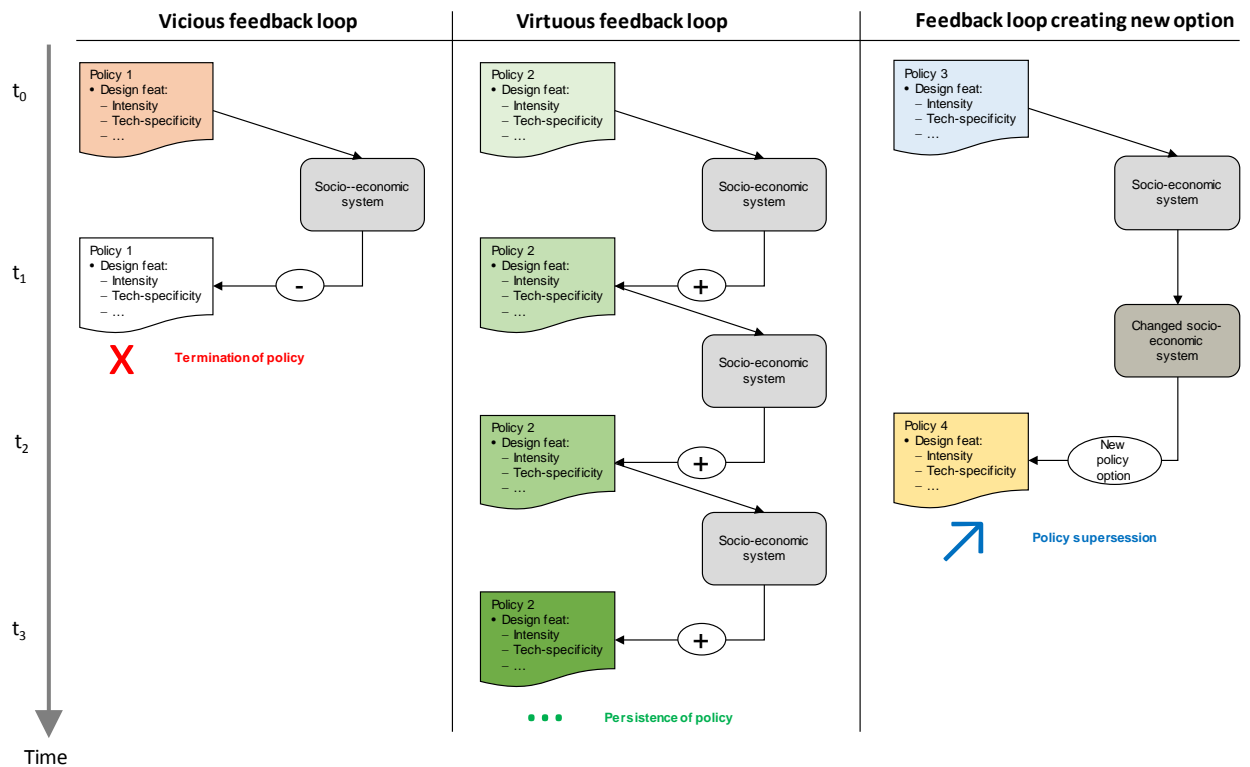 Vicious feedback loop
Virtuous feedback loop
Feedback loop creating new option
t0
Policy 1
• Design feat:
– Intensity
– Tech-specificity
– …
Socio--economic
system
Policy 2
• Design feat:
– Intensity
– Tech-specificity
– …
Socio-economic
system
Policy 3
• Design feat:
– Intensity
– Tech-specificity
– …
Socio-economic
system
t1
Policy 1
• Design feat:
– Intensity
– Tech-specificity
– …
-
X
Termination of policy
Policy 2
• Design feat:
– Intensity
– Tech-specificity
– …
+
Socio-economic
system
Changed socio-
economic
system
t2
Policy 2
• Design feat:
– Intensity
– Tech-specificity
– …
+
Socio-economic
system
Policy 4
• Design feat:
– Intensity
– Tech-specificity
– …
New
policy
option
Policy supersession
t3
Policy 2
• Design feat:
– Intensity
– Tech-specificity
– …
+
… Persistence of policy
Time